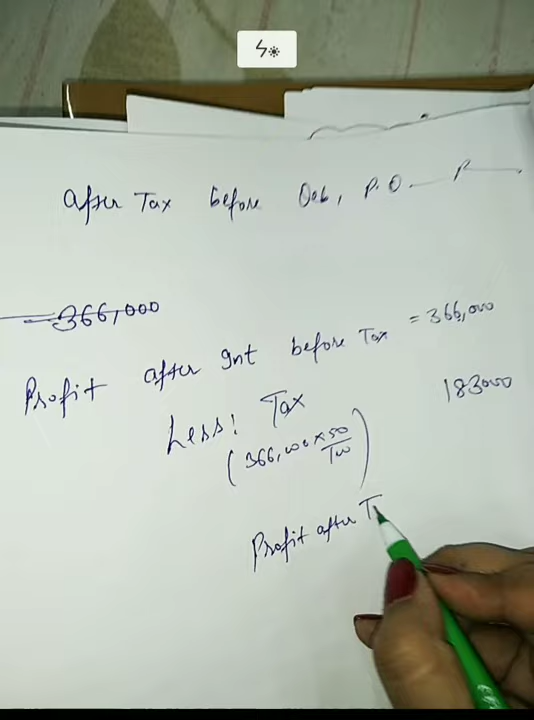 After Tax before Deb, P.O
366,000
Profit after Int before Tax = 366,000
Less: Tax 183000
(366,000 × 50/100)
Profit after T